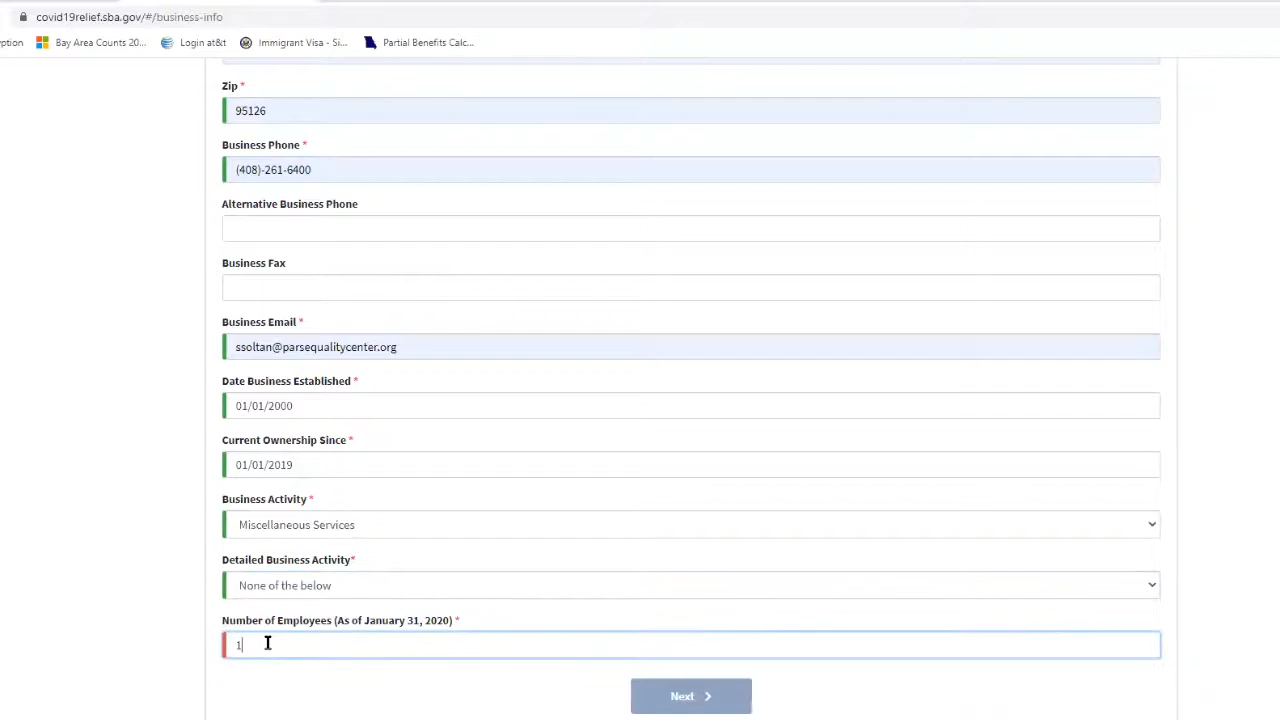 covid19relief.sba.gov/#/business-info
ption Bay Area Counts 20... Login at&t Immigrant Visa - Si... Partial Benefits Calc...
Zip *
95126
Business Phone *
(408)-261-6400
Alternative Business Phone
Business Fax
Business Email *
ssoltan@parsequalitycenter.org
Date Business Established *
01/01/2000
Current Ownership Since *
01/01/2019
Business Activity *
Miscellaneous Services
Detailed Business Activity*
None of the below
Number of Employees (As of January 31, 2020) *
1
Next